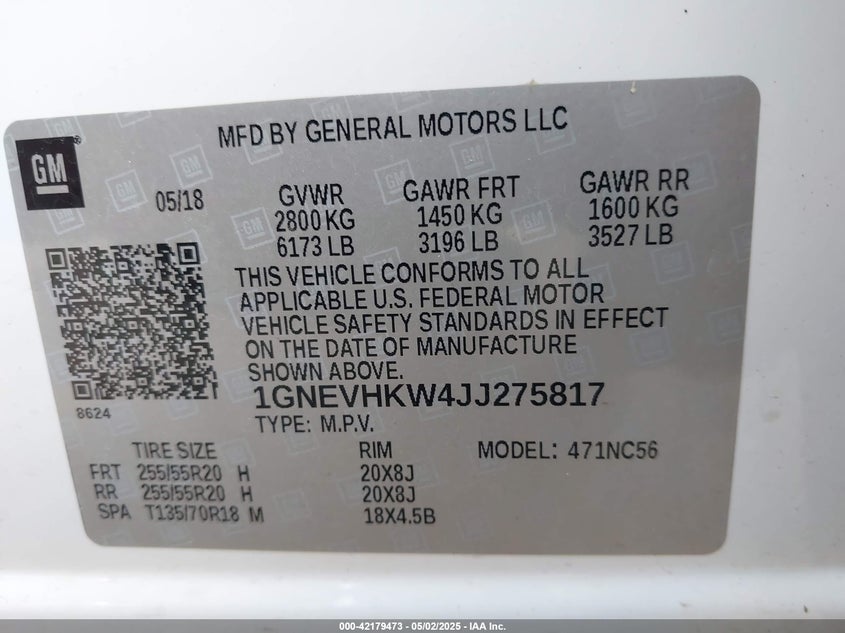 MFD BY GENERAL MOTORS LLC
GM
®
05/18
GVWR GAWR FRT GAWR RR
2800 KG 1450 KG 1600 KG
6173 LB 3196 LB 3527 LB
THIS VEHICLE CONFORMS TO ALL
APPLICABLE U.S. FEDERAL MOTOR
VEHICLE SAFETY STANDARDS IN EFFECT
ON THE DATE OF MANUFACTURE
SHOWN ABOVE.
8624
1GNEVHKW4JJ275817
TYPE: M.P.V.
TIRE SIZE RIM MODEL: 471NC56
FRT 255/55R20 H 20X8J
RR 255/55R20 H 20X8J
SPA T135/70R18 M 18X4.5B
000-42179473 - 05/02/2025 - IAA Inc.